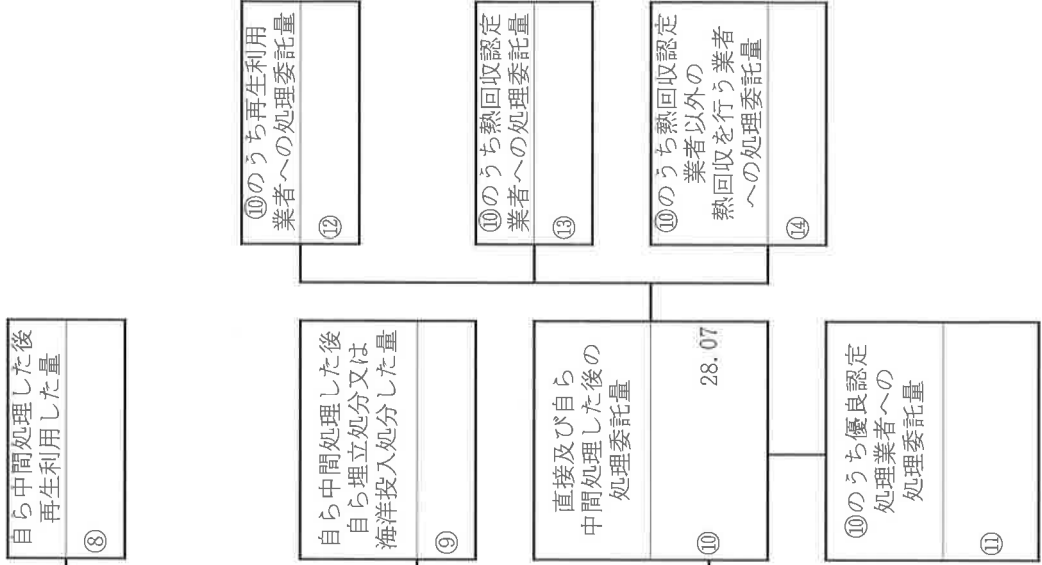 自ら中間処理した後
再生利用した量
⑧
自ら中間処理した後
自ら埋立処分又は
海洋投入処分した量
⑨
直接及び自ら
中間処理した後の
処理委託量
⑩
28.07
⑩のうち優良認定
処理業者への
処理委託量
⑪
⑩のうち再生利用
業者への処理委託量
⑫
⑩のうち熱回収認定
業者への処理委託量
⑬
⑩のうち熱回収認定
業者以外の
熱回収を行う業者
への処理委託量
⑭